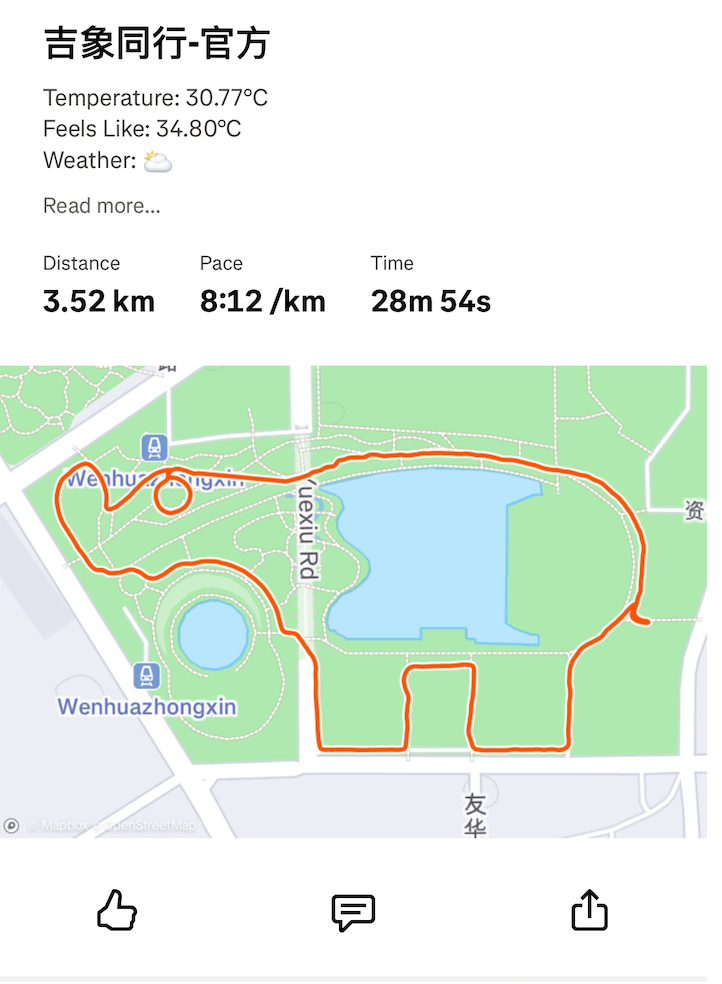 吉象同行-官方
Temperature: 30.77°C
Feels Like: 34.80°C
Weather: ⛅
Read more...
Distance
Pace
Time
3.52 km
8:12 /km
28m 54s
路
Wenhuazhongxin
Yuexiu Rd
资
Wenhuazhongxin
友
华
© Mapbox © OpenStreetMap